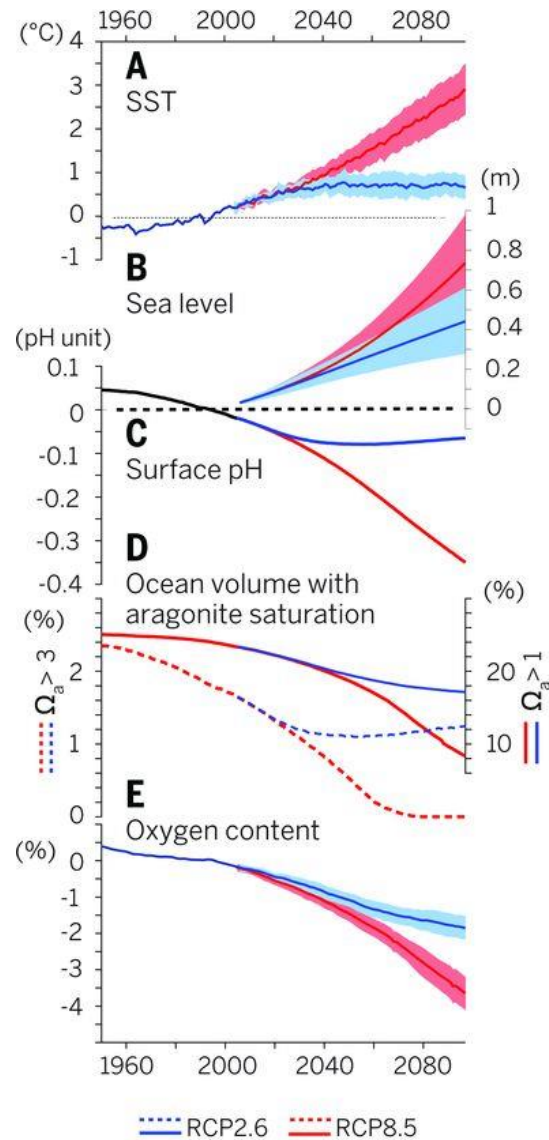 1960 2000 2040 2080
(°C)
4
3
2
1
0
-1
A
SST
(m)
1
0.8
0.6
0.4
0.2
0
B
Sea level
(pH unit)
0.1
0
-0.1
-0.2
-0.3
-0.4
C
Surface pH
D
Ocean volume with
aragonite saturation
(%)
2
1
0
Ωa > 3
(%)
20
10
Ωa > 1
E
Oxygen content
(%)
0
-1
-2
-3
-4
1960 2000 2040 2080
RCP2.6 RCP8.5